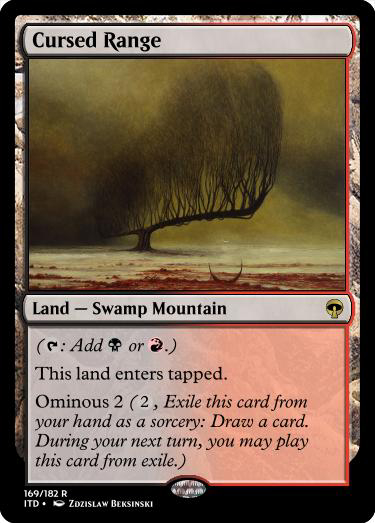 Cursed Range
Land — Swamp Mountain
(: Add  or .)
This land enters tapped.
Ominous 2 (2, Exile this card from
your hand as a sorcery: Draw a card.
During your next turn, you may play
this card from exile.)
169/182 R
ITD • Zdzislaw Beksinski